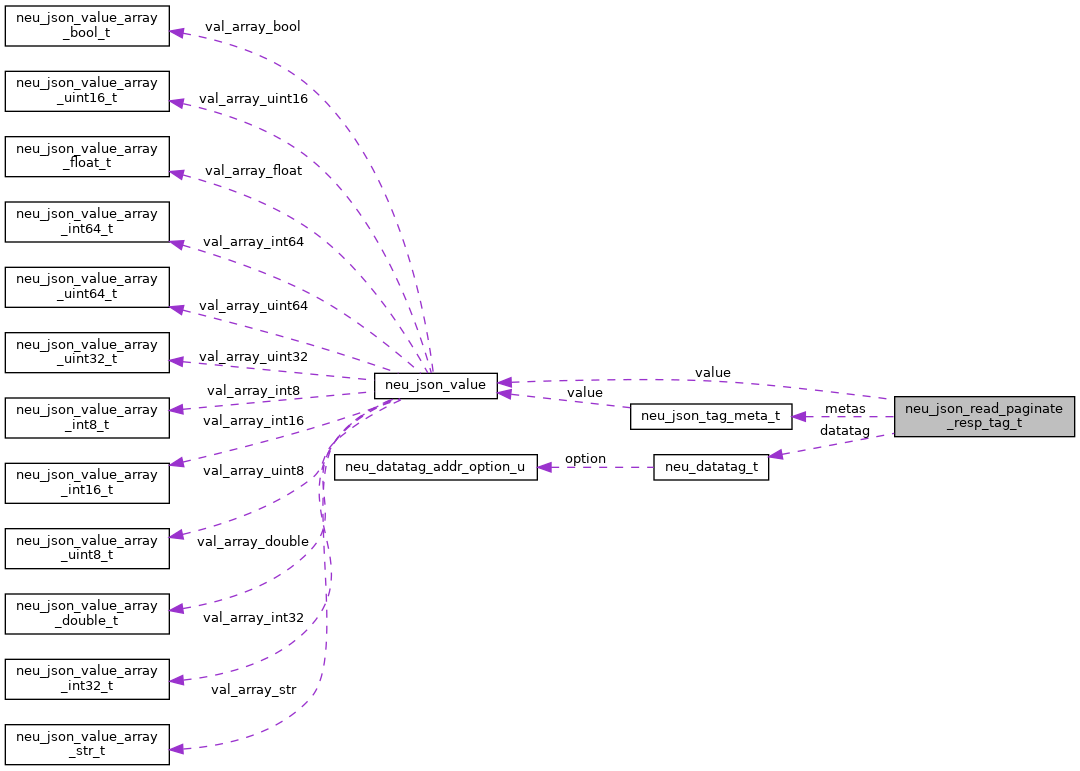 neu_json_value_array
_bool_t
val_array_bool
neu_json_value_array
_uint16_t
val_array_uint16
neu_json_value_array
_float_t
val_array_float
neu_json_value_array
_int64_t
val_array_int64
neu_json_value_array
_uint64_t
val_array_uint64
neu_json_value_array
_uint32_t
val_array_uint32
neu_json_value_array
_int8_t
val_array_int8
neu_json_value_array
_int16_t
val_array_int16
neu_json_value_array
_uint8_t
val_array_uint8
neu_json_value_array
_double_t
val_array_double
neu_json_value_array
_int32_t
val_array_int32
neu_json_value_array
_str_t
val_array_str
neu_json_value
value
value
neu_json_tag_meta_t
metas
neu_json_read_paginate
_resp_tag_t
datatag
neu_datatag_addr_option_u
option
neu_datatag_t